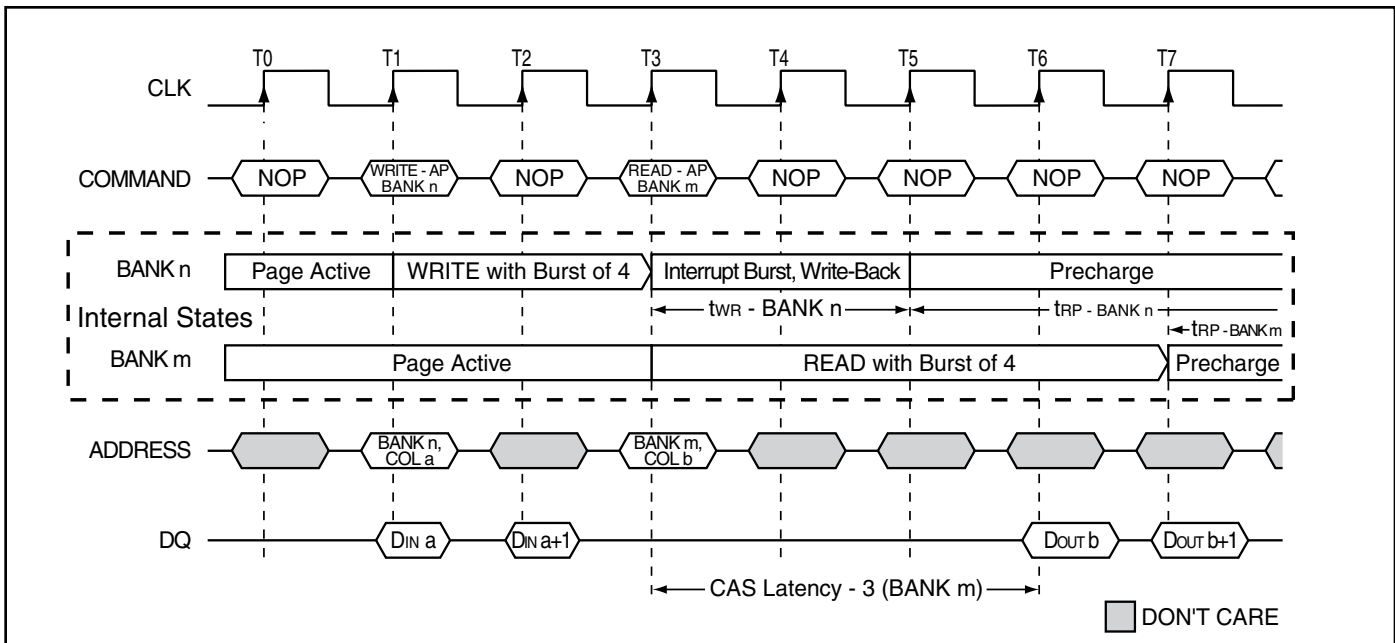 T0 T1 T2 T3 T4 T5 T6 T7
CLK
COMMAND NOP WRITE - AP NOP READ - AP NOP NOP NOP NOP
BANK n BANK m
BANK n Page Active WRITE with Burst of 4 Interrupt Burst, Write-Back Precharge
tWR - BANK n tRP - BANK n
Internal States tRP - BANK m
BANK m Page Active READ with Burst of 4 Precharge
ADDRESS BANK n, BANK m,
COL a COL b
DQ DIN a DIN a+1 DOUT b DOUT b+1
CAS Latency - 3 (BANK m)
DON'T CARE